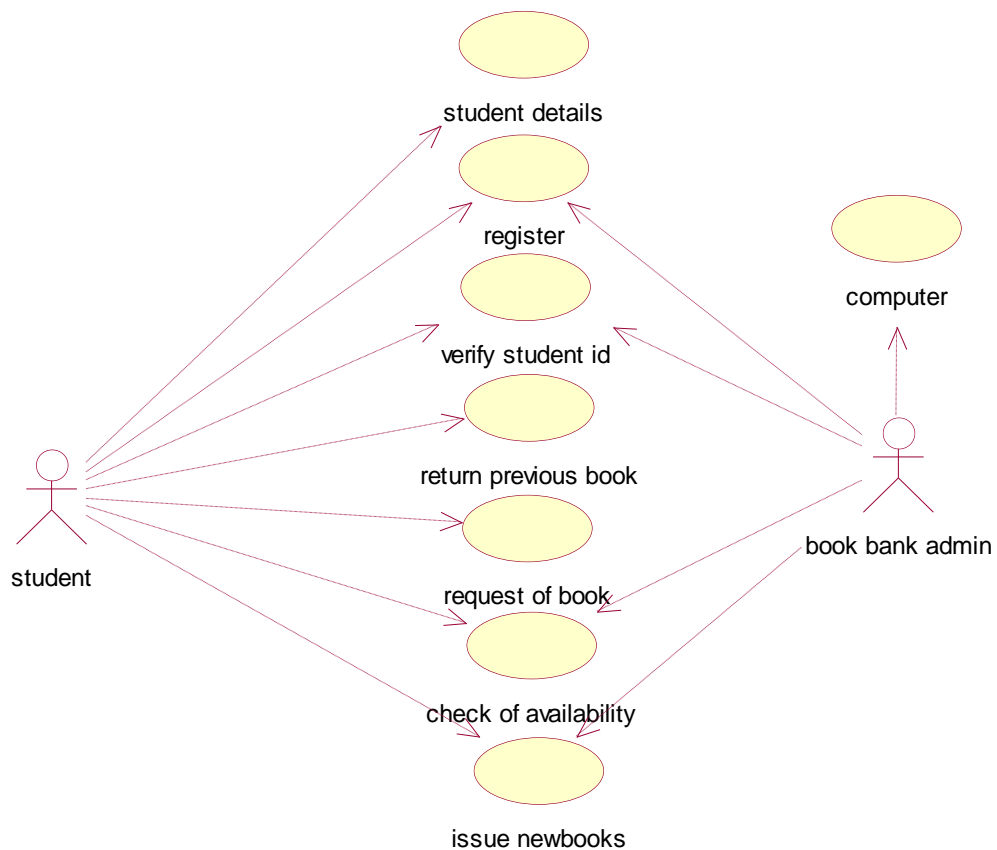 student details
register
computer
verify student id
return previous book
book bank admin
student
request of book
check of availability
issue newbooks